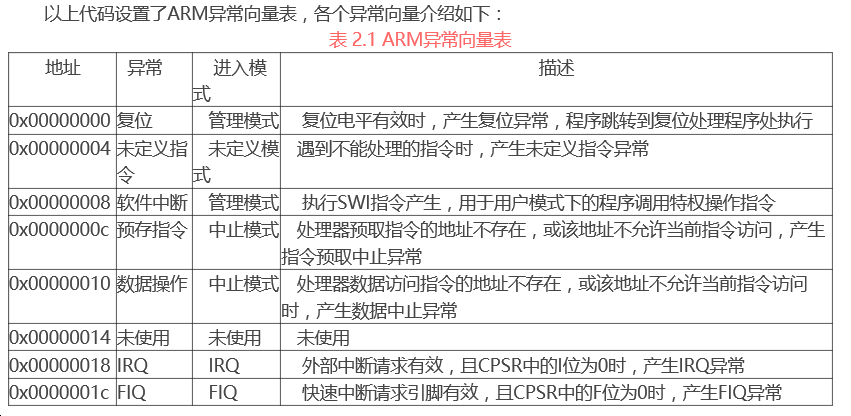 以上代码设置了ARM异常向量表，各个异常向量介绍如下：
表 2.1 ARM异常向量表
地址 异常 进入模式 描述
0x00000000 复位 管理模式 复位电平有效时，产生复位异常，程序跳转到复位处理程序处执行
0x00000004 未定义指令 未定义模式 遇到不能处理的指令时，产生未定义指令异常
0x00000008 软件中断 管理模式 执行SWI指令产生，用于用户模式下的程序调用特权操作指令
0x0000000c 预存指令 中止模式 处理器预取指令的地址不存在，或该地址不允许当前指令访问，产生
指令预取中止异常
0x00000010 数据操作 中止模式 处理器数据访问指令的地址不存在，或该地址不允许当前指令访问
时，产生数据中止异常
0x00000014 未使用 未使用 未使用
0x00000018 IRQ IRQ 外部中断请求有效，且CPSR中的I位为0时，产生IRQ异常
0x0000001c FIQ FIQ 快速中断请求引脚有效，且CPSR中的F位为0时，产生FIQ异常